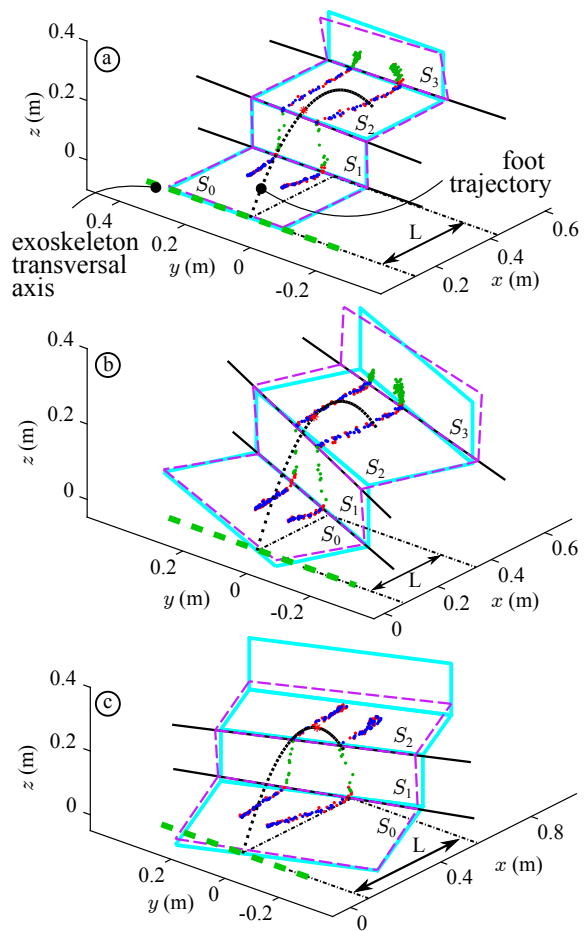 a
0.4
0.2
0
z (m)
S3
S2
S1
S0
foot
trajectory
exoskeleton
transversal
axis
L
0.4
0.2
0
-0.2
y (m)
0.2
0.4
0.6
x (m)
b
0.4
0.2
0
z (m)
S3
S2
S1
S0
L
0.2
0
-0.2
y (m)
0
0.2
0.4
0.6
x (m)
c
0.4
0.2
0
z (m)
S2
S1
S0
L
0.2
0
-0.2
y (m)
0
0.4
0.8
x (m)